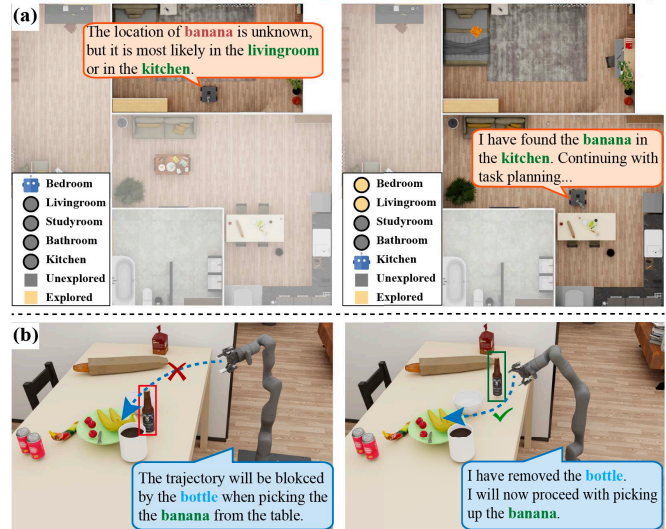 (a)
The location of banana is unknown,
but it is most likely in the livingroom
or in the kitchen.
Bedroom
Livingroom
Studyroom
Bathroom
Kitchen
Unexplored
Explored
I have found the banana in
the kitchen. Continuing with
task planning...
Bedroom
Livingroom
Studyroom
Bathroom
Kitchen
Unexplored
Explored
(b)
The trajectory will be blokced
by the bottle when picking the
the banana from the table.
I have removed the bottle.
I will now proceed with picking
up the banana.